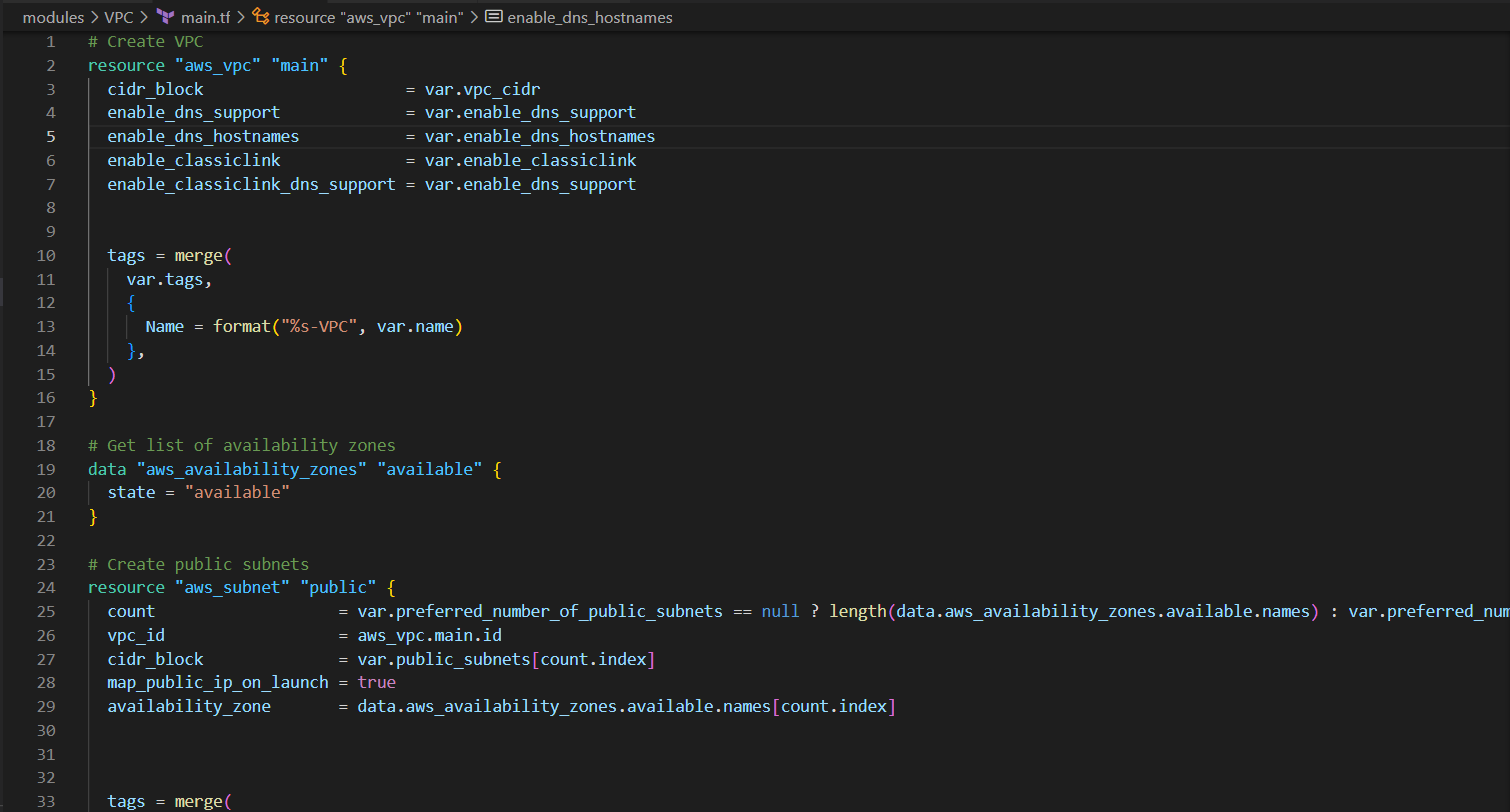 modules > VPC > main.tf > resource "aws_vpc" "main" > enable_dns_hostnames
1 # Create VPC
2 resource "aws_vpc" "main" {
3   cidr_block                     = var.vpc_cidr
4   enable_dns_support             = var.enable_dns_support
5   enable_dns_hostnames           = var.enable_dns_hostnames
6   enable_classiclink             = var.enable_classiclink
7   enable_classiclink_dns_support = var.enable_dns_support
8
9
10   tags = merge(
11     var.tags,
12     {
13       Name = format("%s-VPC", var.name)
14     },
15   )
16 }
17
18 # Get list of availability zones
19 data "aws_availability_zones" "available" {
20   state = "available"
21 }
22
23 # Create public subnets
24 resource "aws_subnet" "public" {
25   count                   = var.preferred_number_of_public_subnets == null ? length(data.aws_availability_zones.available.names) : var.preferred_num
26   vpc_id                  = aws_vpc.main.id
27   cidr_block              = var.public_subnets[count.index]
28   map_public_ip_on_launch = true
29   availability_zone       = data.aws_availability_zones.available.names[count.index]
30
31
32
33   tags = merge(